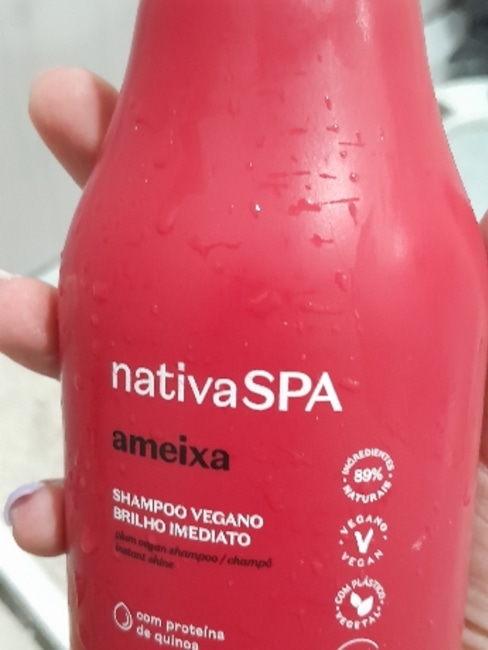 nativaSPA
ameixa
SHAMPOO VEGANO
BRILHO IMEDIATO
plum vegan shampoo / champô
instant shine
com proteína
de quinoa
INGREDIENTES
89%
NATURAIS
VEGANO
V
VEGAN
COM PLÁSTICO
VEGETAL